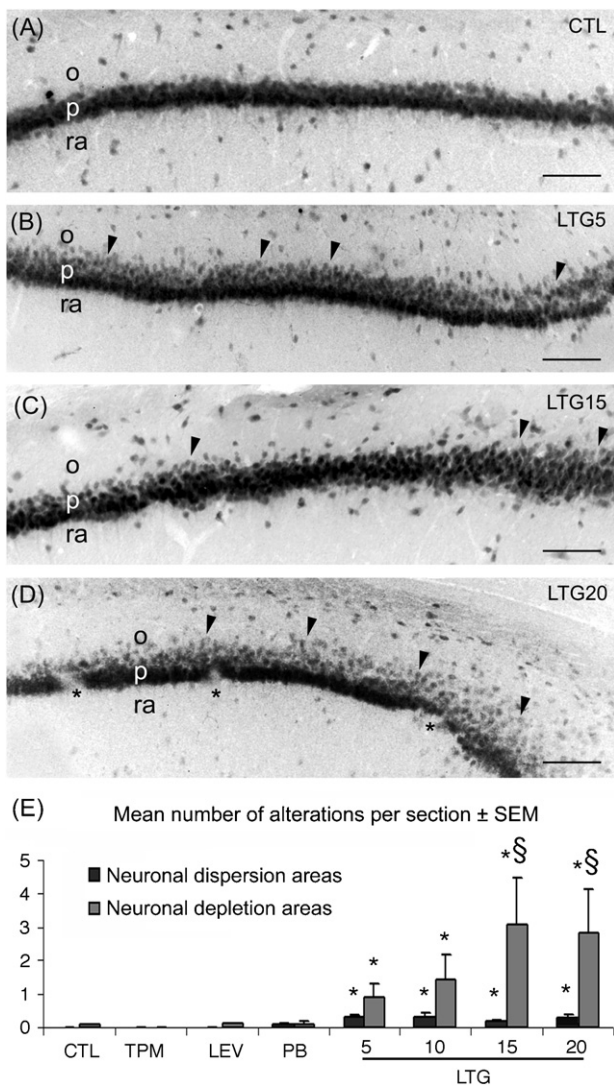 (A) CTL
o
p
ra
(B) LTG5
o
p
ra
(C) LTG15
o
p
ra
(D) LTG20
o
p
ra
* * *
(E) Mean number of alterations per section ± SEM
5
4
3
2
1
0
Neuronal dispersion areas
Neuronal depletion areas
* * * * * *§ * *§
CTL TPM LEV PB 5 10 15 20
LTG